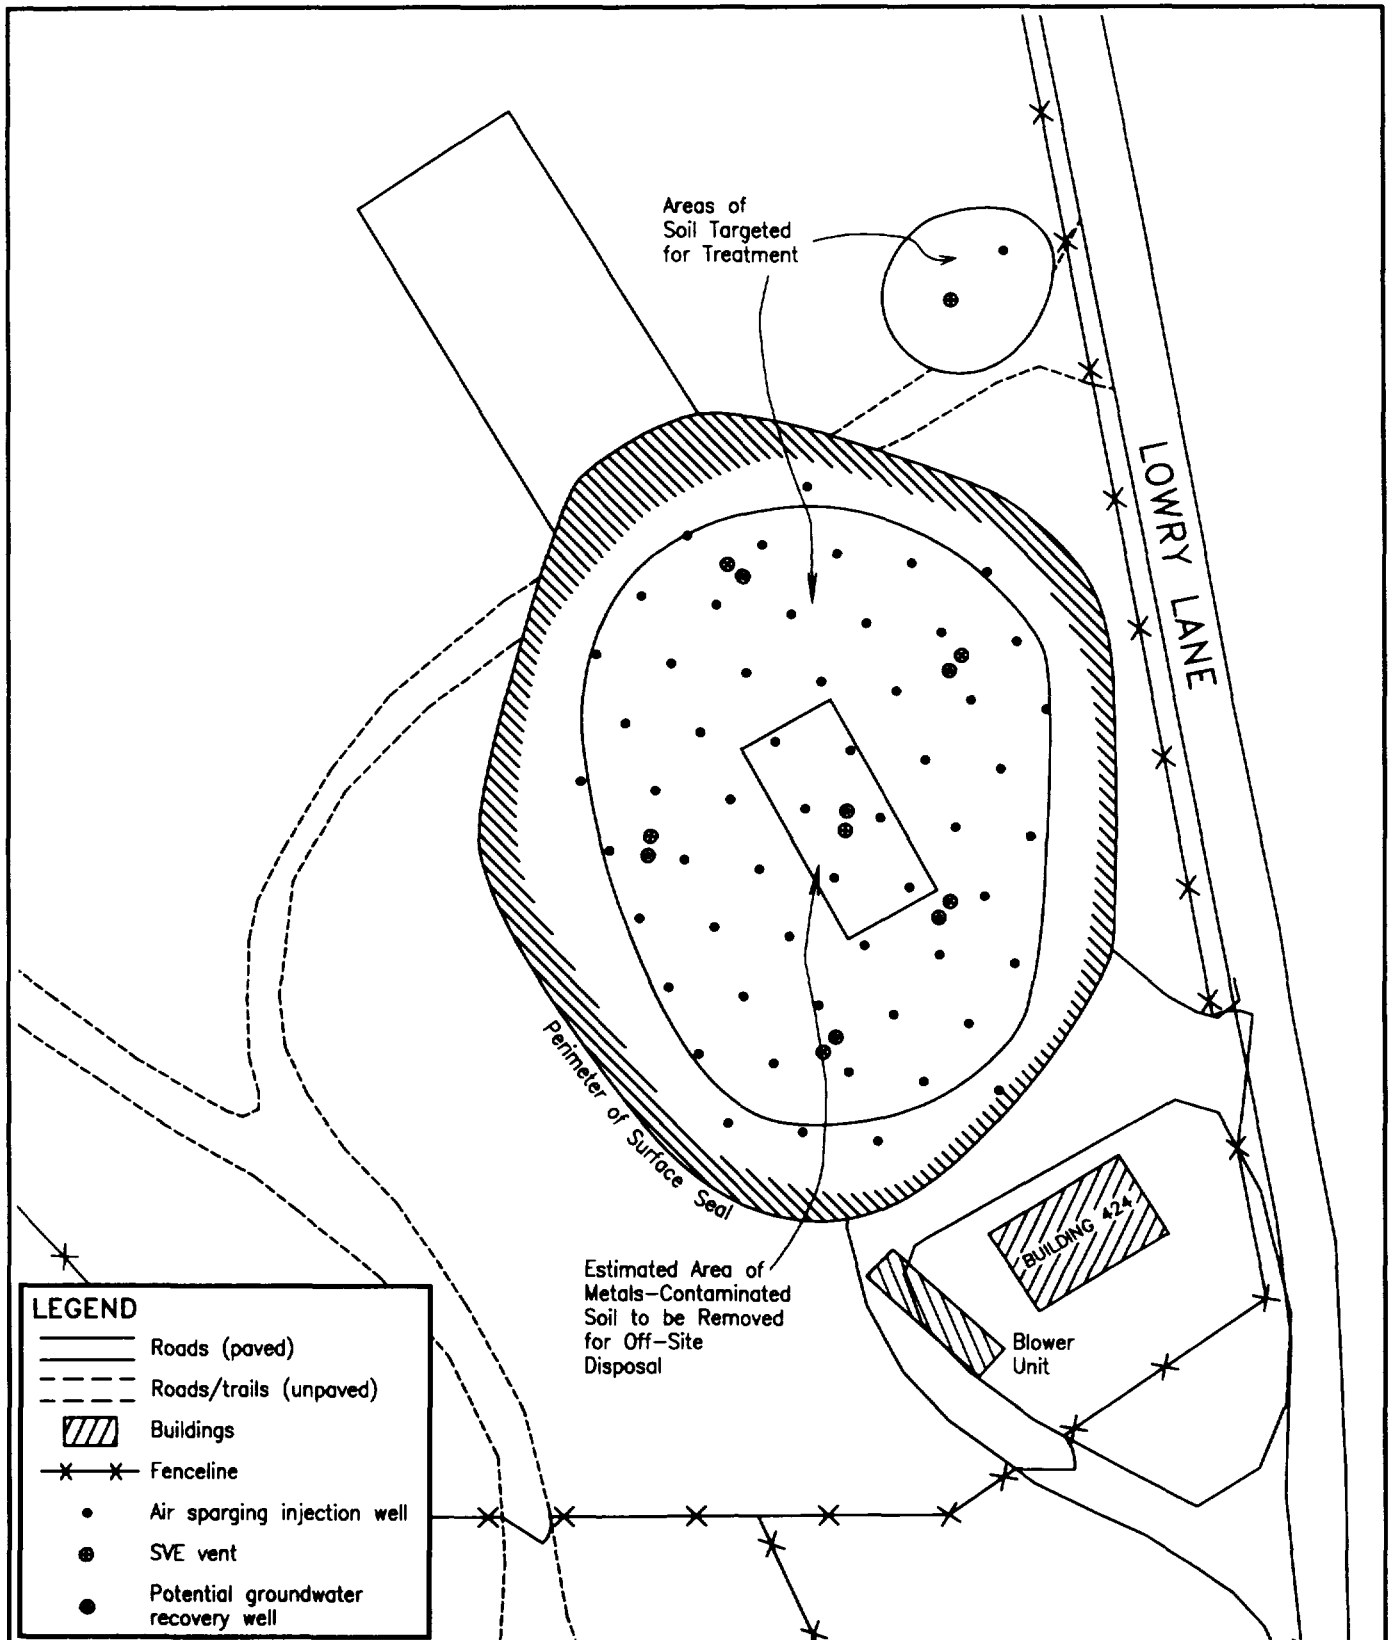 Areas of
Soil Targeted
for Treatment
LOWRY LANE
Perimeter of Surface Seal
BUILDING 424
Estimated Area of
Metals-Contaminated
Soil to be Removed
for Off-Site
Disposal
Blower
Unit
LEGEND
Roads (paved)
Roads/trails (unpaved)
Buildings
Fenceline
Air sparging injection well
SVE vent
Potential groundwater
recovery well